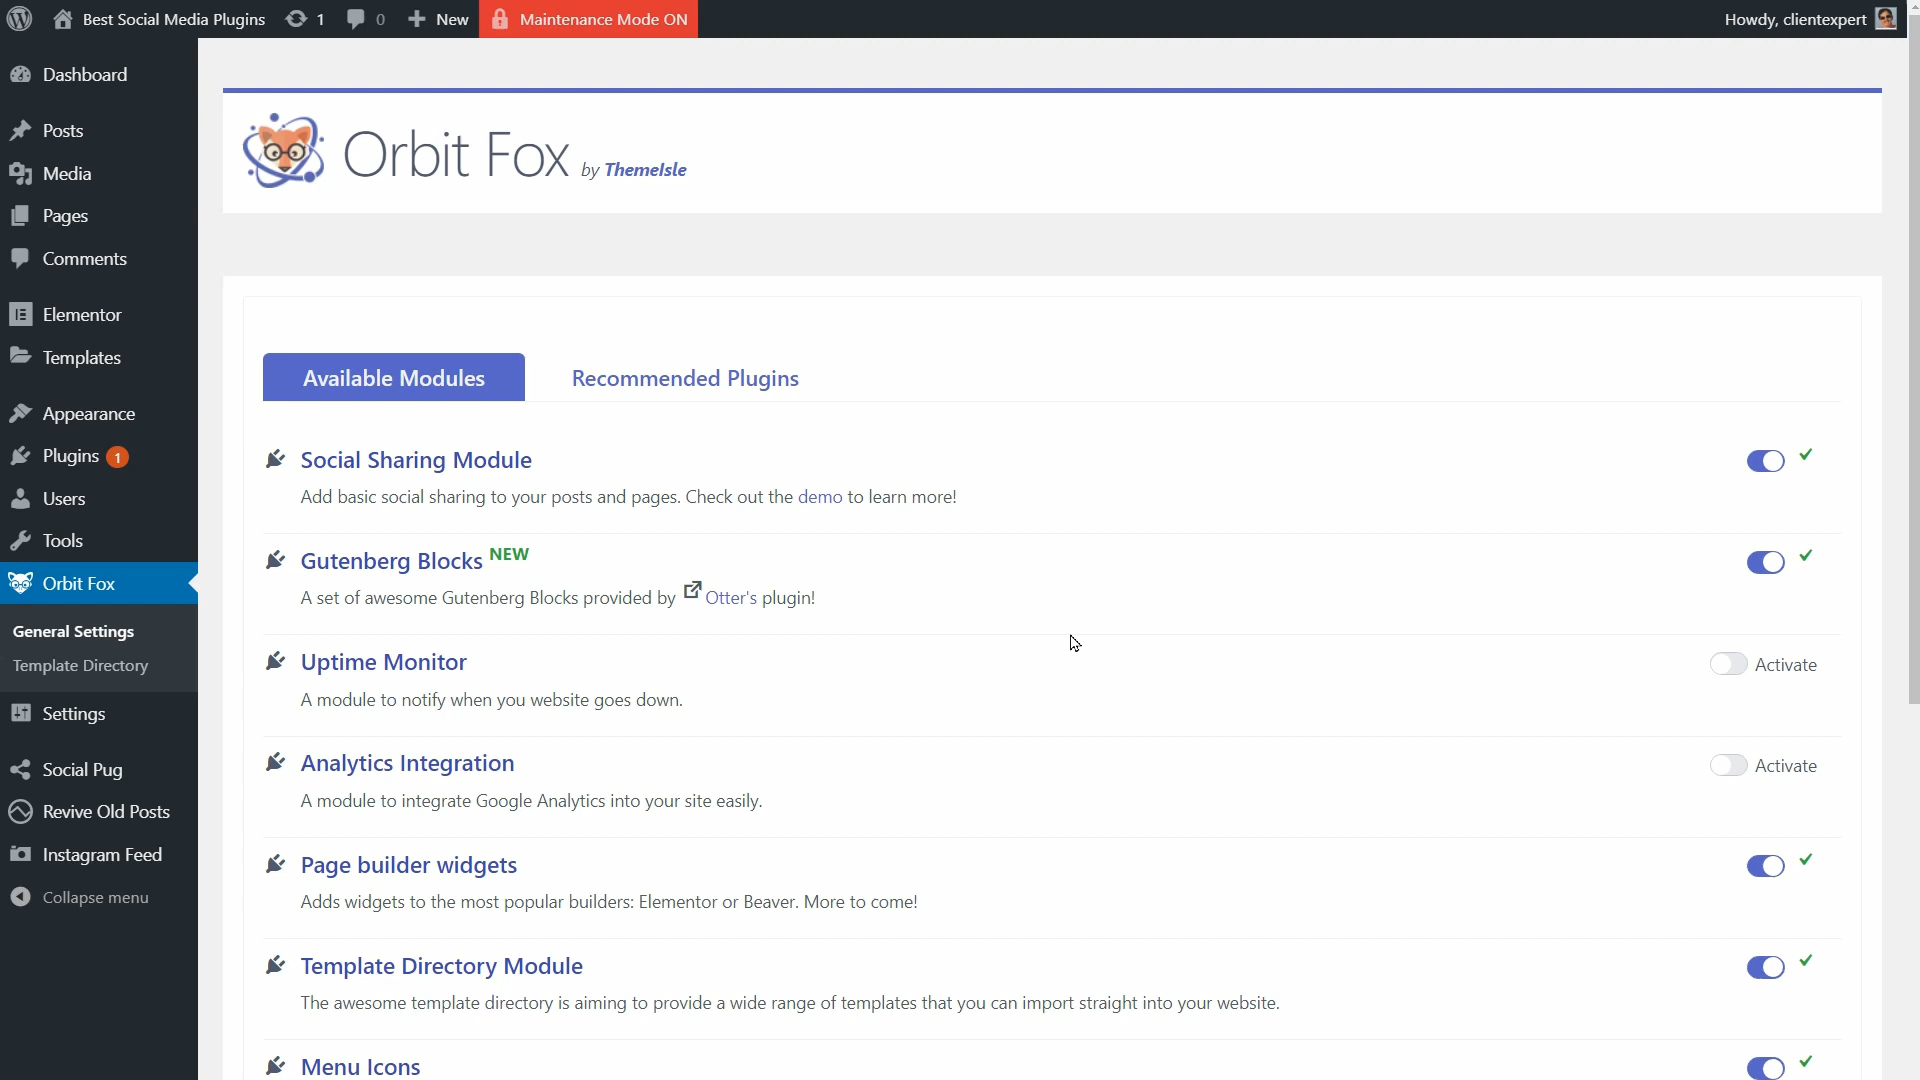 Best Social Media Plugins 1 0 New Maintenance Mode ON Howdy, clientexpert
Dashboard
Posts
Media
Pages
Comments
Elementor
Templates
Appearance
Plugins 1
Users
Tools
Orbit Fox
General Settings
Template Directory
Settings
Social Pug
Revive Old Posts
Instagram Feed
Collapse menu
Orbit Fox by ThemeIsle
Available Modules Recommended Plugins
Social Sharing Module
Add basic social sharing to your posts and pages. Check out the demo to learn more!
Gutenberg Blocks NEW
A set of awesome Gutenberg Blocks provided by Otter's plugin!
Uptime Monitor Activate
A module to notify when you website goes down.
Analytics Integration Activate
A module to integrate Google Analytics into your site easily.
Page builder widgets
Adds widgets to the most popular builders: Elementor or Beaver. More to come!
Template Directory Module
The awesome template directory is aiming to provide a wide range of templates that you can import straight into your website.
Menu Icons